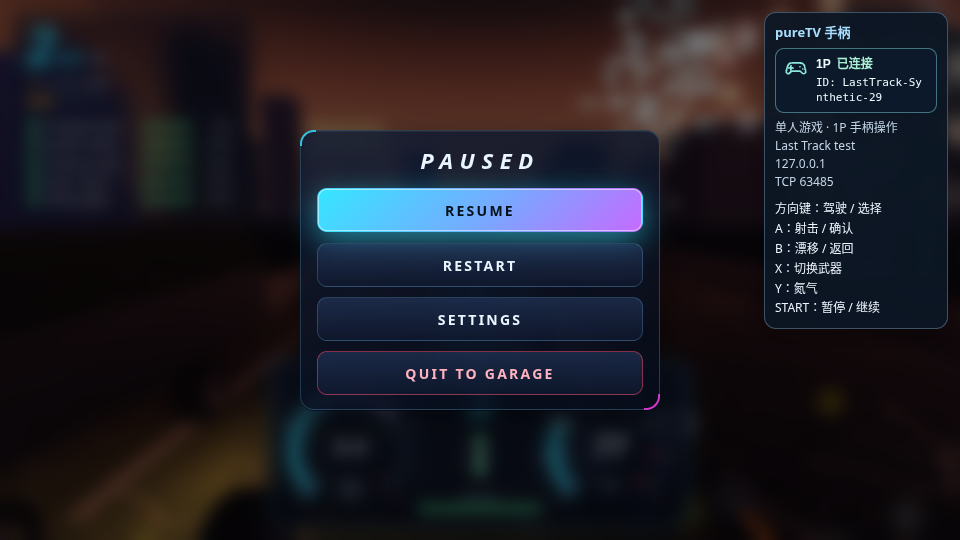 PAUSED
RESUME
RESTART
SETTINGS
QUIT TO GARAGE
pureTV 手柄
1P 已连接
ID: LastTrack-Sy
nthetic-29
单人游戏 · 1P 手柄操作
Last Track test
127.0.0.1
TCP 63485
方向键：驾驶 / 选择
A：射击 / 确认
B：漂移 / 返回
X：切换武器
Y：氮气
START：暂停 / 继续